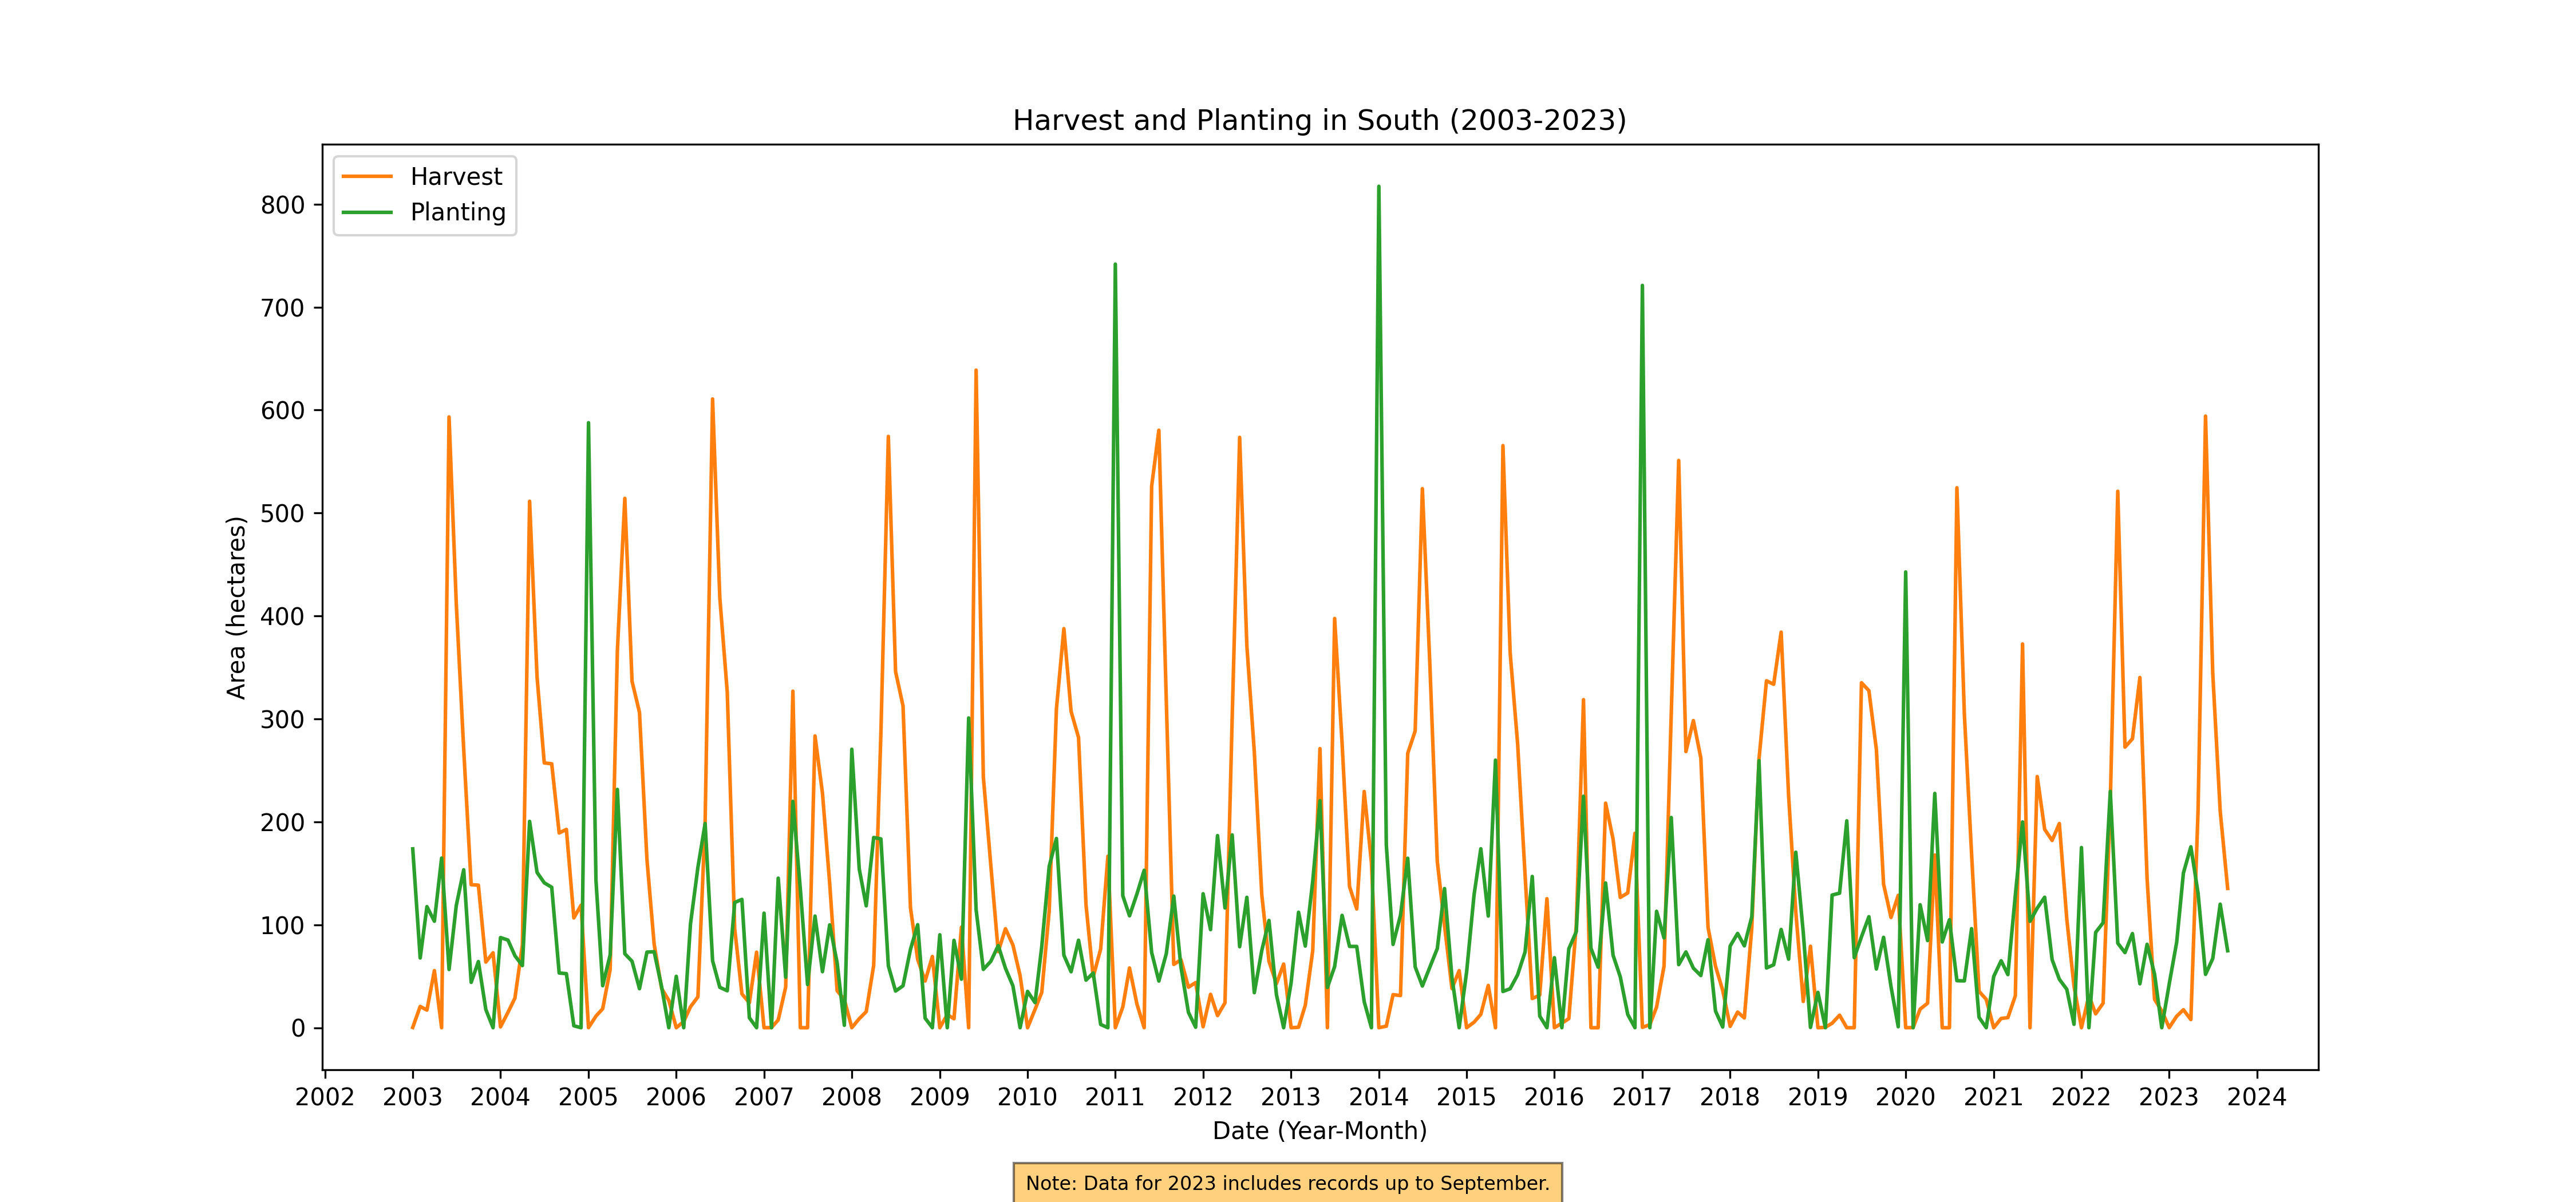 Harvest and Planting in South (2003-2023)
Harvest
Planting
800
700
600
500
400
300
200
100
0
Area (hectares)
2002 2003 2004 2005 2006 2007 2008 2009 2010 2011 2012 2013 2014 2015 2016 2017 2018 2019 2020 2021 2022 2023 2024
Date (Year-Month)
Note: Data for 2023 includes records up to September.